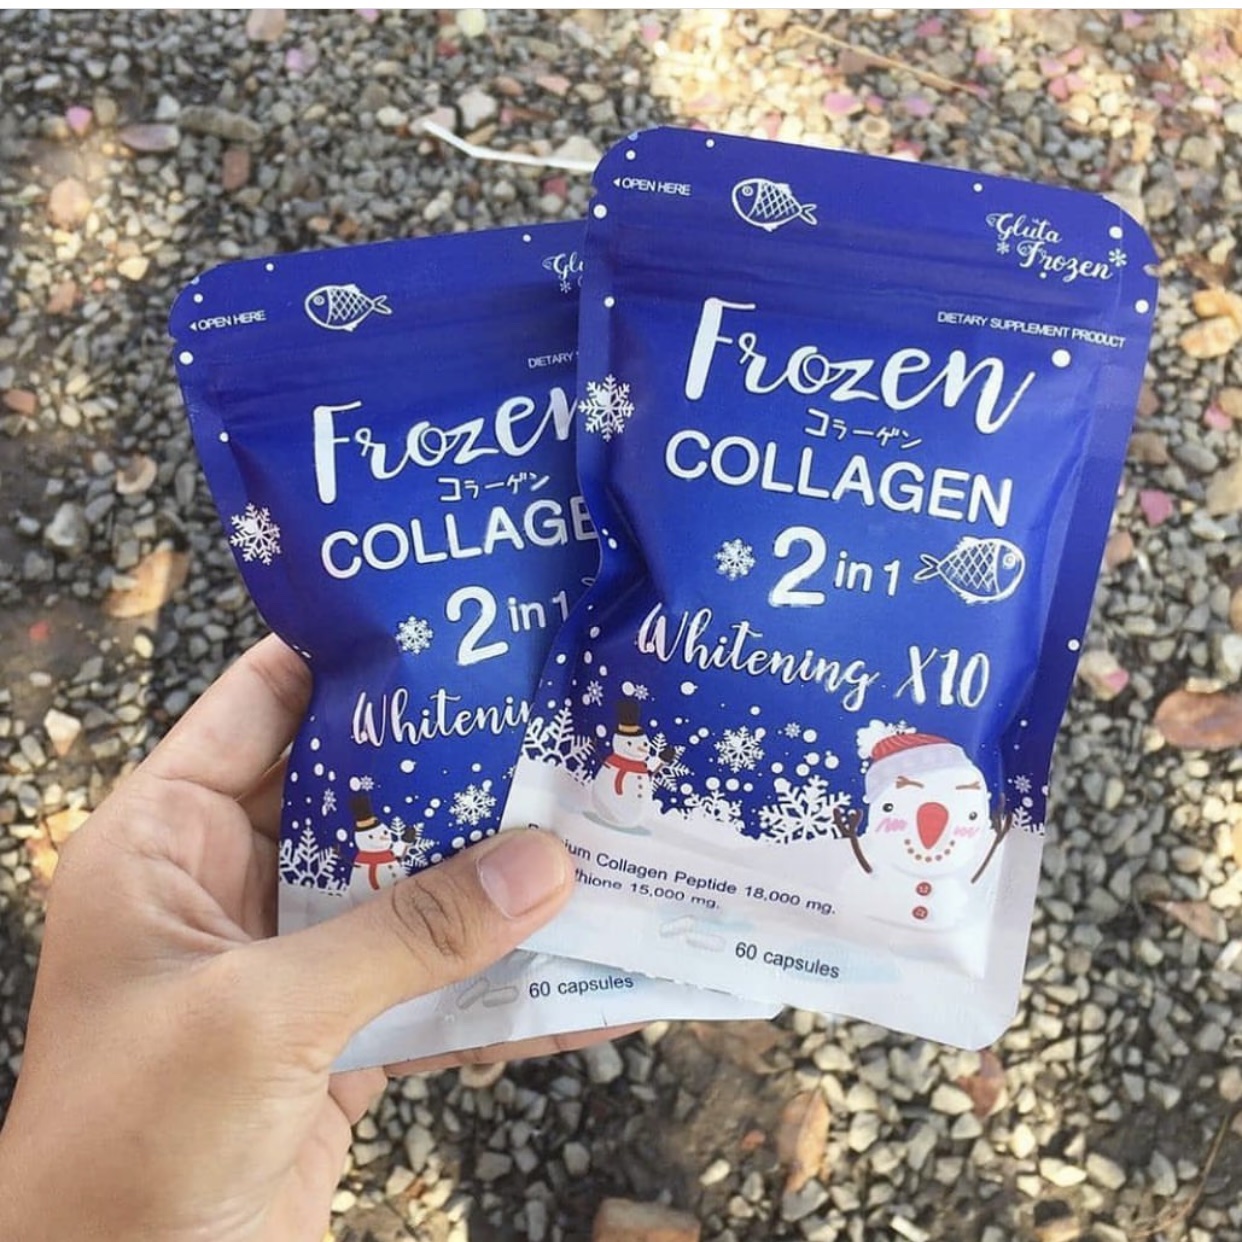 OPEN HERE
Gluta
Frozen
DIETARY SUPPLEMENT PRODUCT
Frozen
コラーゲン
COLLAGEN
2 in 1
Whitening X10
Collagen Peptide 18,000 mg.
15,000 mg.
60 capsules
OPEN HERE
DIETARY
Frozen
コラーゲン
COLLAGE
2 in 1
60 capsules